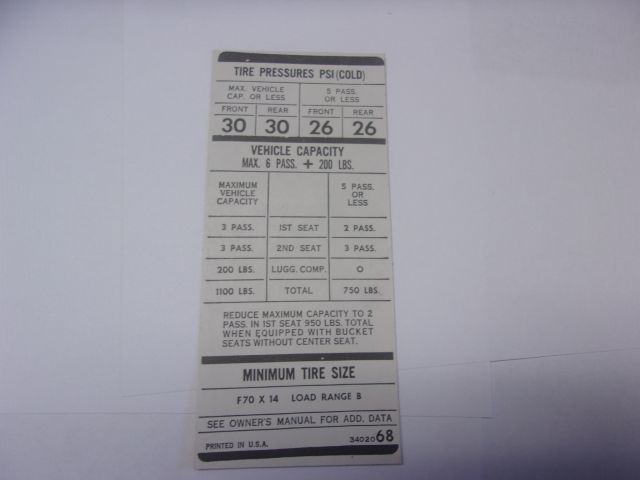 TIRE PRESSURES PSI (COLD)
MAX. VEHICLE CAP. OR LESS
5 PASS. OR LESS
FRONT REAR FRONT REAR
30 30 26 26
VEHICLE CAPACITY
MAX. 6 PASS. + 200 LBS.
MAXIMUM VEHICLE CAPACITY
5 PASS. OR LESS
3 PASS. 1ST SEAT 2 PASS.
3 PASS. 2ND SEAT 3 PASS.
200 LBS. LUGG. COMP. 0
1100 LBS. TOTAL 750 LBS.
REDUCE MAXIMUM CAPACITY TO 2
PASS. IN 1ST SEAT 950 LBS. TOTAL
WHEN EQUIPPED WITH BUCKET
SEATS WITHOUT CENTER SEAT.
MINIMUM TIRE SIZE
F70 X 14 LOAD RANGE B
SEE OWNER'S MANUAL FOR ADD. DATA
PRINTED IN U.S.A. 3402068